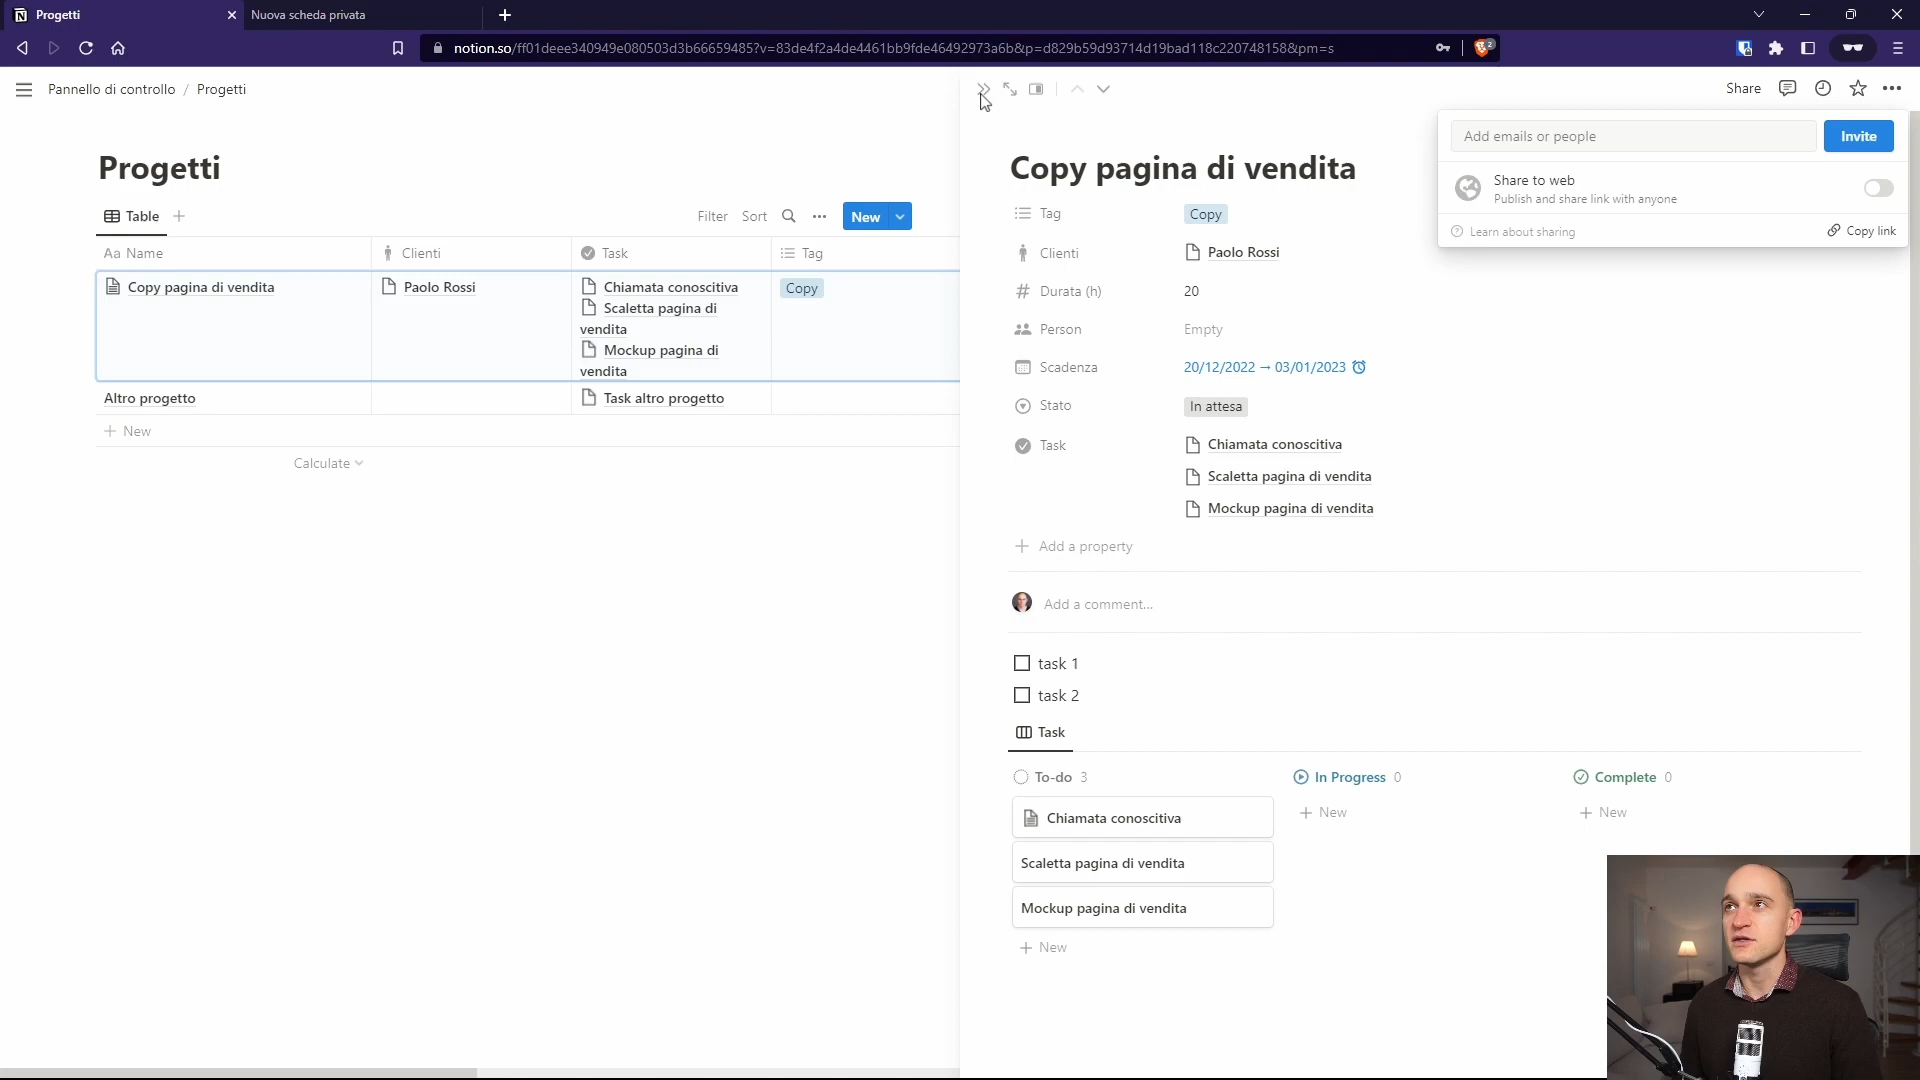 Progetti
Nuova scheda privata
notion.so/ff01deee340949e080503d3b66659485?v=83de4f2a4de4461bb9fde46492973a6b&p=d829b59d93714d19bad118c220748158&pm=s
2
Pannello di controllo / Progetti
Share
Add emails or people
Invite
Share to web
Publish and share link with anyone
Learn about sharing
Copy link
Progetti
Table
Filter
Sort
New
Aa Name
Clienti
Task
Tag
Copy pagina di vendita
Paolo Rossi
Chiamata conoscitiva
Scaletta pagina di
vendita
Mockup pagina di
vendita
Copy
Altro progetto
Task altro progetto
New
Calculate
Copy pagina di vendita
Tag
Copy
Clienti
Paolo Rossi
Durata (h)
20
Person
Empty
Scadenza
20/12/2022 → 03/01/2023
Stato
In attesa
Task
Chiamata conoscitiva
Scaletta pagina di vendita
Mockup pagina di vendita
Add a property
Add a comment...
task 1
task 2
Task
To-do 3
In Progress 0
Complete 0
Chiamata conoscitiva
New
New
Scaletta pagina di vendita
Mockup pagina di vendita
New